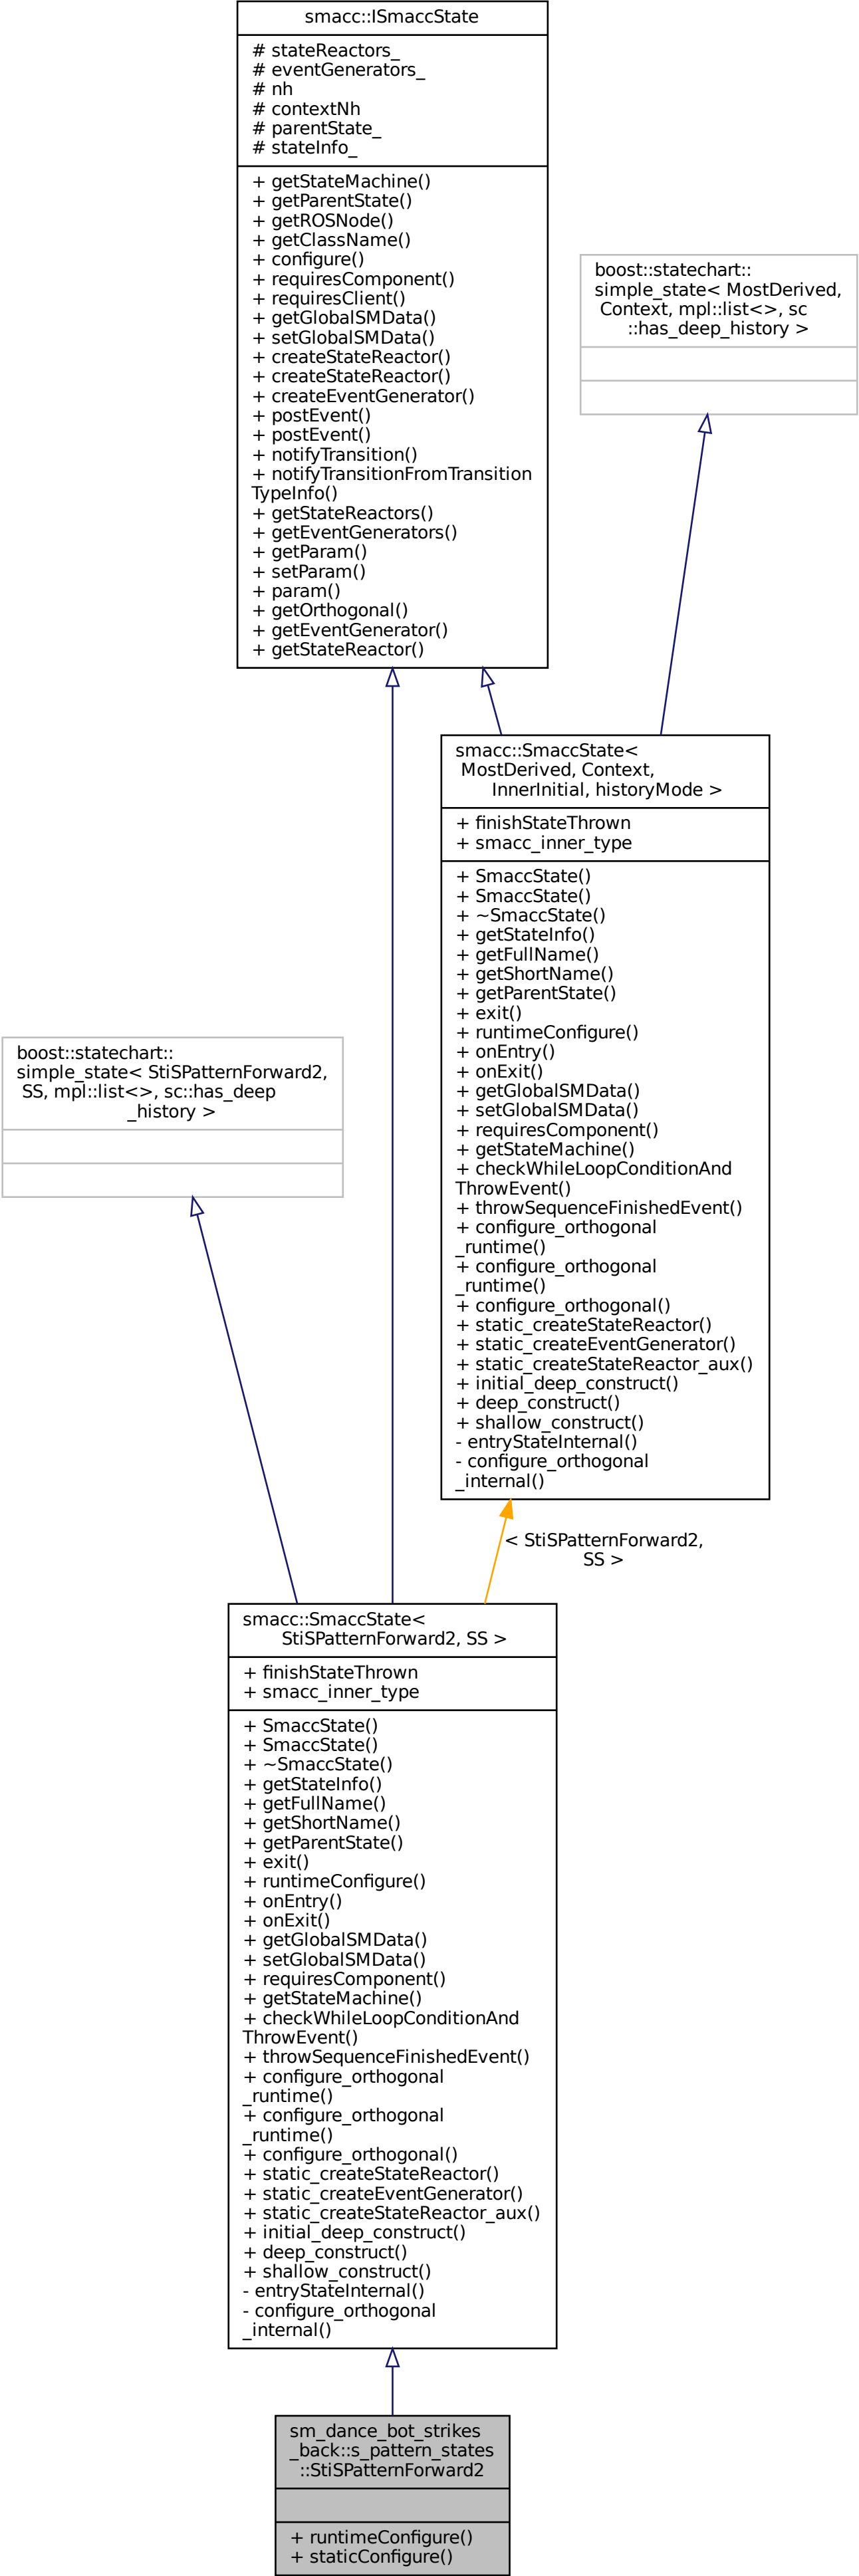 smacc::ISmaccState
# stateReactors_
# eventGenerators_
# nh
# contextNh
# parentState_
# stateInfo_
+ getStateMachine()
+ getParentState()
+ getROSNode()
+ getClassName()
+ configure()
+ requiresComponent()
+ requiresClient()
+ getGlobalSMData()
+ setGlobalSMData()
+ createStateReactor()
+ createStateReactor()
+ createEventGenerator()
+ postEvent()
+ postEvent()
+ notifyTransition()
+ notifyTransitionFromTransition
TypeInfo()
+ getStateReactors()
+ getEventGenerators()
+ getParam()
+ setParam()
+ param()
+ getOrthogonal()
+ getEventGenerator()
+ getStateReactor()
boost::statechart::
simple_state< MostDerived,
Context, mpl::list<>, sc
::has_deep_history >
smacc::SmaccState<
MostDerived, Context,
InnerInitial, historyMode >
+ finishStateThrown
+ smacc_inner_type
+ SmaccState()
+ SmaccState()
+ ~SmaccState()
+ getStateInfo()
+ getFullName()
+ getShortName()
+ getParentState()
+ exit()
+ runtimeConfigure()
+ onEntry()
+ onExit()
+ getGlobalSMData()
+ setGlobalSMData()
+ requiresComponent()
+ getStateMachine()
+ checkWhileLoopConditionAnd
ThrowEvent()
+ throwSequenceFinishedEvent()
+ configure_orthogonal
_runtime()
+ configure_orthogonal
_runtime()
+ configure_orthogonal()
+ static_createStateReactor()
+ static_createEventGenerator()
+ static_createStateReactor_aux()
+ initial_deep_construct()
+ deep_construct()
+ shallow_construct()
- entryStateInternal()
- configure_orthogonal
_internal()
boost::statechart::
simple_state< StiSPatternForward2,
SS, mpl::list<>, sc::has_deep
_history >
< StiSPatternForward2,
SS >
smacc::SmaccState<
StiSPatternForward2, SS >
+ finishStateThrown
+ smacc_inner_type
+ SmaccState()
+ SmaccState()
+ ~SmaccState()
+ getStateInfo()
+ getFullName()
+ getShortName()
+ getParentState()
+ exit()
+ runtimeConfigure()
+ onEntry()
+ onExit()
+ getGlobalSMData()
+ setGlobalSMData()
+ requiresComponent()
+ getStateMachine()
+ checkWhileLoopConditionAnd
ThrowEvent()
+ throwSequenceFinishedEvent()
+ configure_orthogonal
_runtime()
+ configure_orthogonal
_runtime()
+ configure_orthogonal()
+ static_createStateReactor()
+ static_createEventGenerator()
+ static_createStateReactor_aux()
+ initial_deep_construct()
+ deep_construct()
+ shallow_construct()
- entryStateInternal()
- configure_orthogonal
_internal()
sm_dance_bot_strikes
_back::s_pattern_states
::StiSPatternForward2
+ runtimeConfigure()
+ staticConfigure()